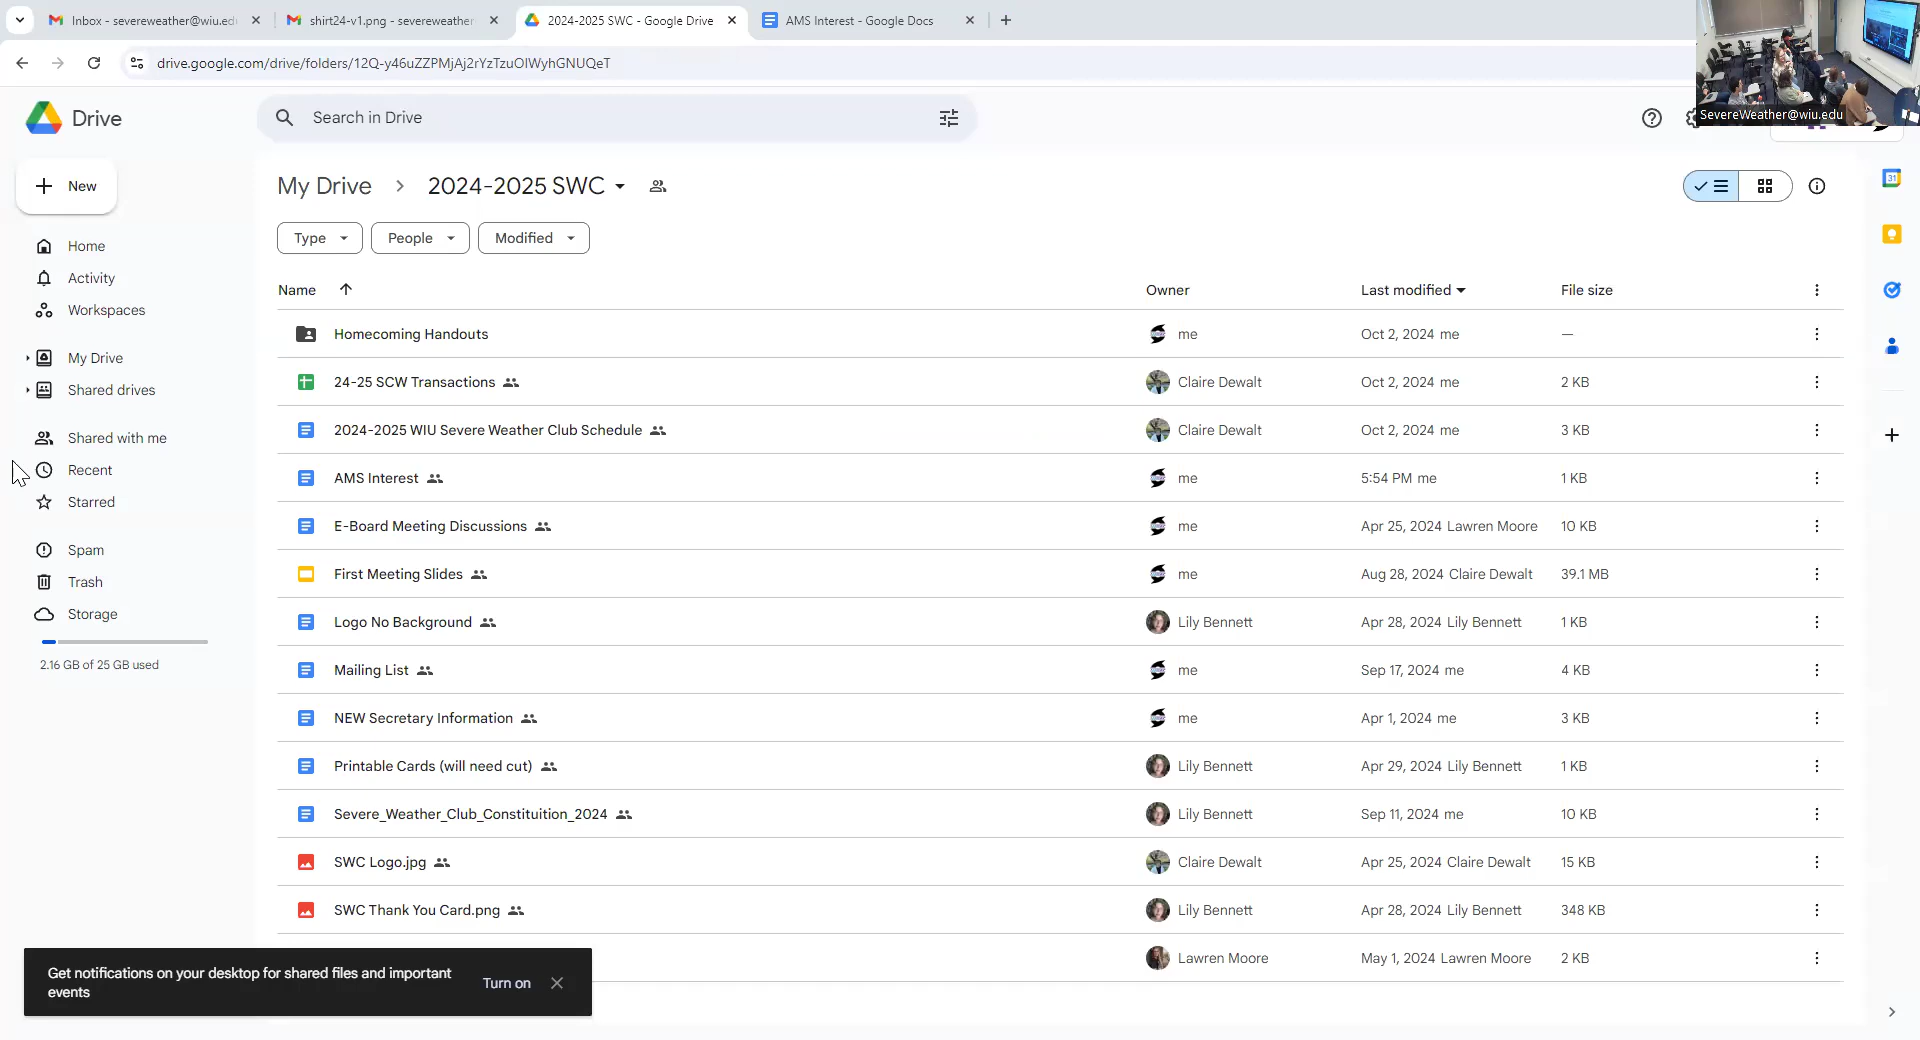 Inbox - severeweather@wiu.ed
shirt24-v1.png - severeweather
2024-2025 SWC - Google Drive
AMS Interest - Google Docs
drive.google.com/drive/folders/12Q-y46uZZPMjAj2rYzTzuOIWyhGNUQeT
SevereWeather@wiu.edu
Drive
Search in Drive
New
My Drive
2024-2025 SWC
31
Type
People
Modified
Home
Activity
Workspaces
My Drive
Shared drives
Shared with me
Recent
Starred
Spam
Trash
Storage
2.16 GB of 25 GB used
Name Owner Last modified File size
Homecoming Handouts me Oct 2, 2024 me —
24-25 SCW Transactions Claire Dewalt Oct 2, 2024 me 2 KB
2024-2025 WIU Severe Weather Club Schedule Claire Dewalt Oct 2, 2024 me 3 KB
AMS Interest me 5:54 PM me 1 KB
E-Board Meeting Discussions me Apr 25, 2024 Lawren Moore 10 KB
First Meeting Slides me Aug 28, 2024 Claire Dewalt 39.1 MB
Logo No Background Lily Bennett Apr 28, 2024 Lily Bennett 1 KB
Mailing List me Sep 17, 2024 me 4 KB
NEW Secretary Information me Apr 1, 2024 me 3 KB
Printable Cards (will need cut) Lily Bennett Apr 29, 2024 Lily Bennett 1 KB
Severe_Weather_Club_Constituition_2024 Lily Bennett Sep 11, 2024 me 10 KB
SWC Logo.jpg Claire Dewalt Apr 25, 2024 Claire Dewalt 15 KB
SWC Thank You Card.png Lily Bennett Apr 28, 2024 Lily Bennett 348 KB
Lawren Moore May 1, 2024 Lawren Moore 2 KB
Get notifications on your desktop for shared files and important
events
Turn on